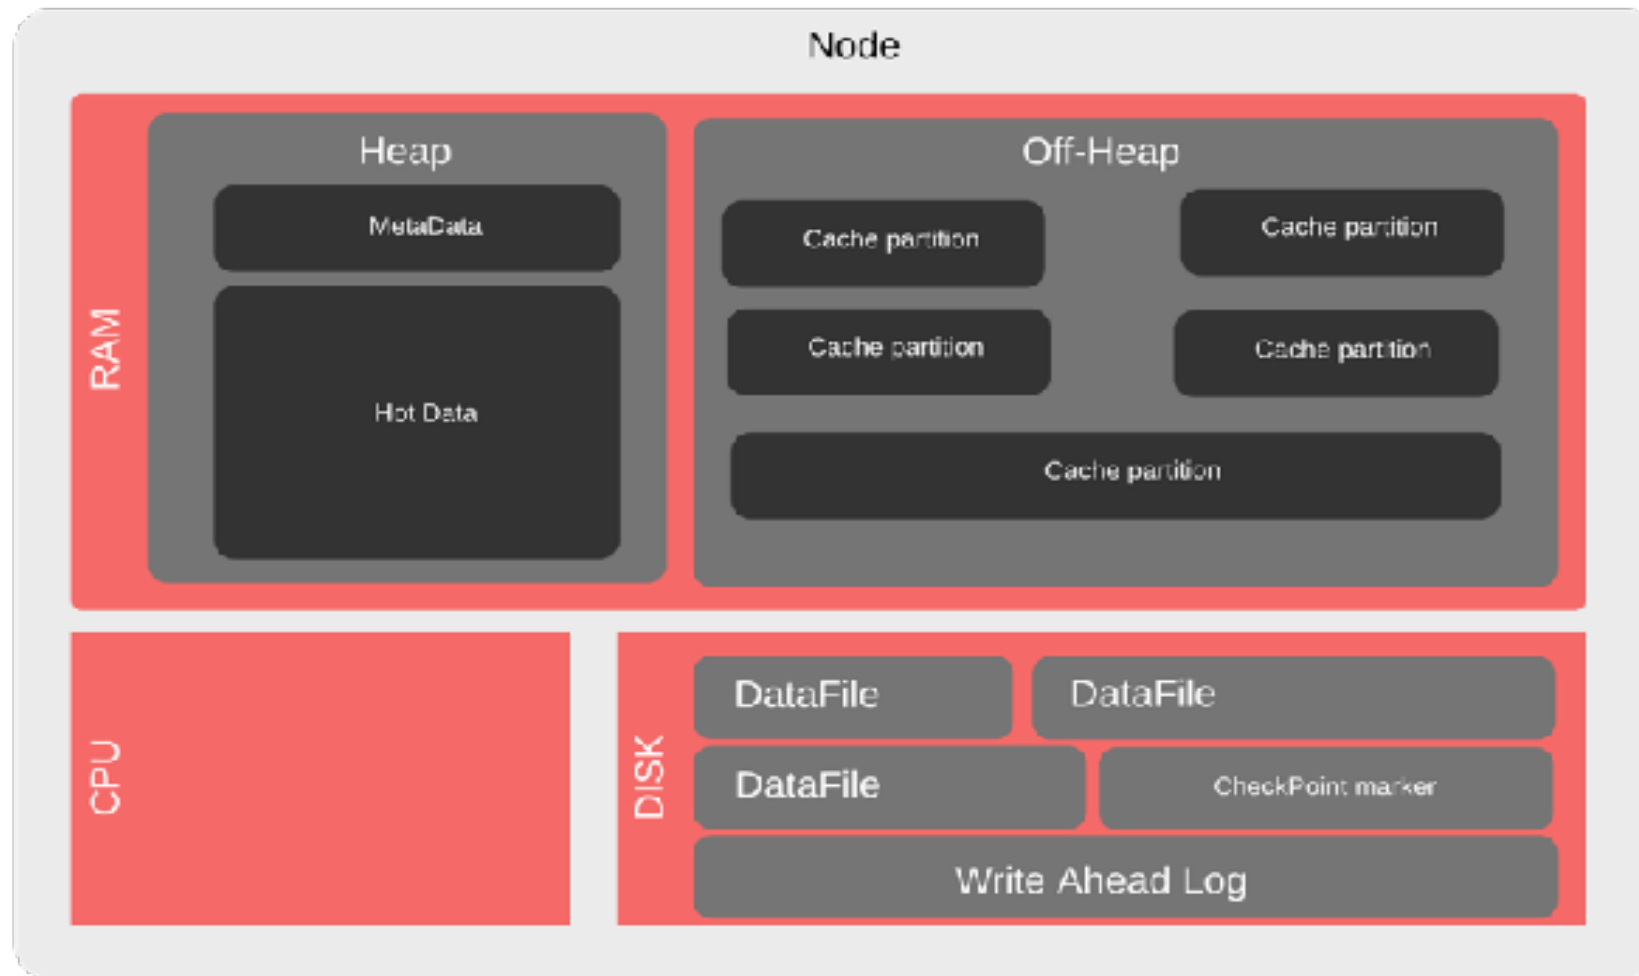 Node
RAM
Heap
MetaData
Hot Data
Off-Heap
Cache partition
Cache partition
Cache partition
Cache partition
Cache partition
CPU
DISK
DataFile
DataFile
DataFile
CheckPoint marker
Write Ahead Log